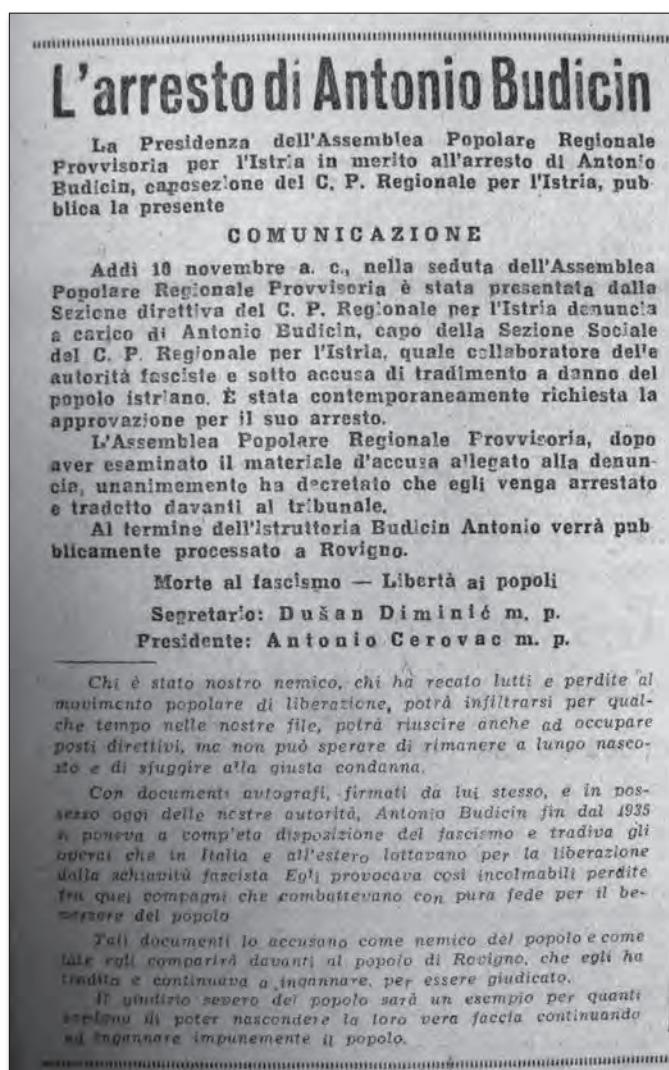 L'arresto di Antonio Budicin
La Presidenza dell'Assemblea Popolare Regionale
Provvisoria per l'Istria in merito all'arresto di Antonio
Budicin, caposezione del C. P. Regionale per l'Istria, pub
blica la presente
COMUNICAZIONE
Addi 10 novembre a. c., nella seduta dell'Assemblea
Popolare Regionale Provvisoria è stata presentata dalla
Sezione direttiva del C. P. Regionale per l'Istria denuncia
a carico di Antonio Budicin, capo della Sezione Sociale
del C. P. Regionale per l'Istria, quale collaboratore delle
autorità fasciste e sotto accusa di tradimento a danno del
popolo istriano. È stata contemporaneamente richiesta la
approvazione per il suo arresto.
L'Assemblea Popolare Regionale Provvisoria, dopo
aver esaminato il materiale d'accusa allegato alla denun-
cia, unanimemente ha decretato che egli venga arrestato
e tradotto davanti al tribunale.
Al termine dell'istruttoria Budicin Antonio verrà pub
blicamente processato a Rovigno.
Morte al fascismo — Libertà ai popoli
Segretario: Dušan Diminić m. p.
Presidente: Antonio Cerovac m. p.
Chi è stato nostro nemico, chi ha recato lutti e perdite al
movimento popolare di liberazione, potrà infiltrarsi per qual-
che tempo nelle nostre file, potrà riuscire anche ad occupare
posti direttivi, ma non può sperare di rimanere a lungo nasco-
sto e di sfuggire alla giusta condanna.
Con documenti autografi, firmati da lui stesso, e in pos-
sesso oggi delle nostre autorità, Antonio Budicin fin dal 1935
si poneva a comp'eta disposizione del fascismo e tradiva gli
operai che in Italia e all'estero lottavano per la liberazione
dalla schiavitù fascista Egli provocava così incolmabili perdite
fra quei compagni che combattevano con pura fede per il be-
nessere del popolo
Tali documenti lo accusano come nemico del popolo e come
tale egli comparirà davanti al popolo di Rovigno, che egli ha
tradito e continuava a ingannare, per essere giudicato.
Il giudizio severo del popolo sarà un esempio per quanti
di poter nascondere la loro vera faccia continuando
ad ingannare impunemente il popolo.